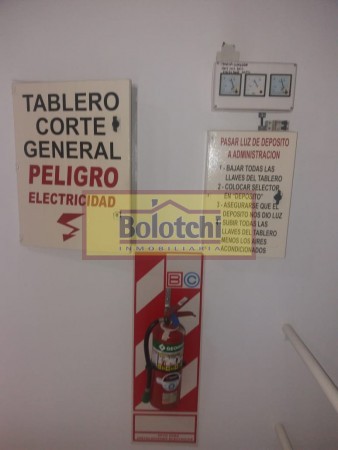 TABLERO
CORTE
GENERAL
PELIGRO
ELECTRICIDAD
PASAR LUZ DE DEPOSITO
A ADMINISTRACION
1 - BAJAR TODAS LAS
LLAVES DEL TABLERO
2 - COLOCAR SELECTOR
EN "DEPOSITO"
3 - ASEGURARSE QUE EL
DEPOSITO NOS DIO LUZ
SUBIR TODAS LAS
LLAVES DEL TABLERO
MENOS LOS AIRES
ACONDICIONADOS
Bolotchi
INMOBILIARIA
B C